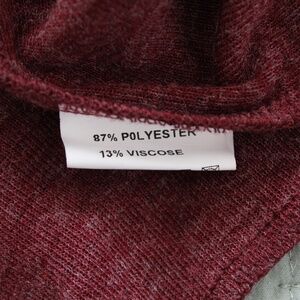 87% POLYESTER
13% VISCOSE